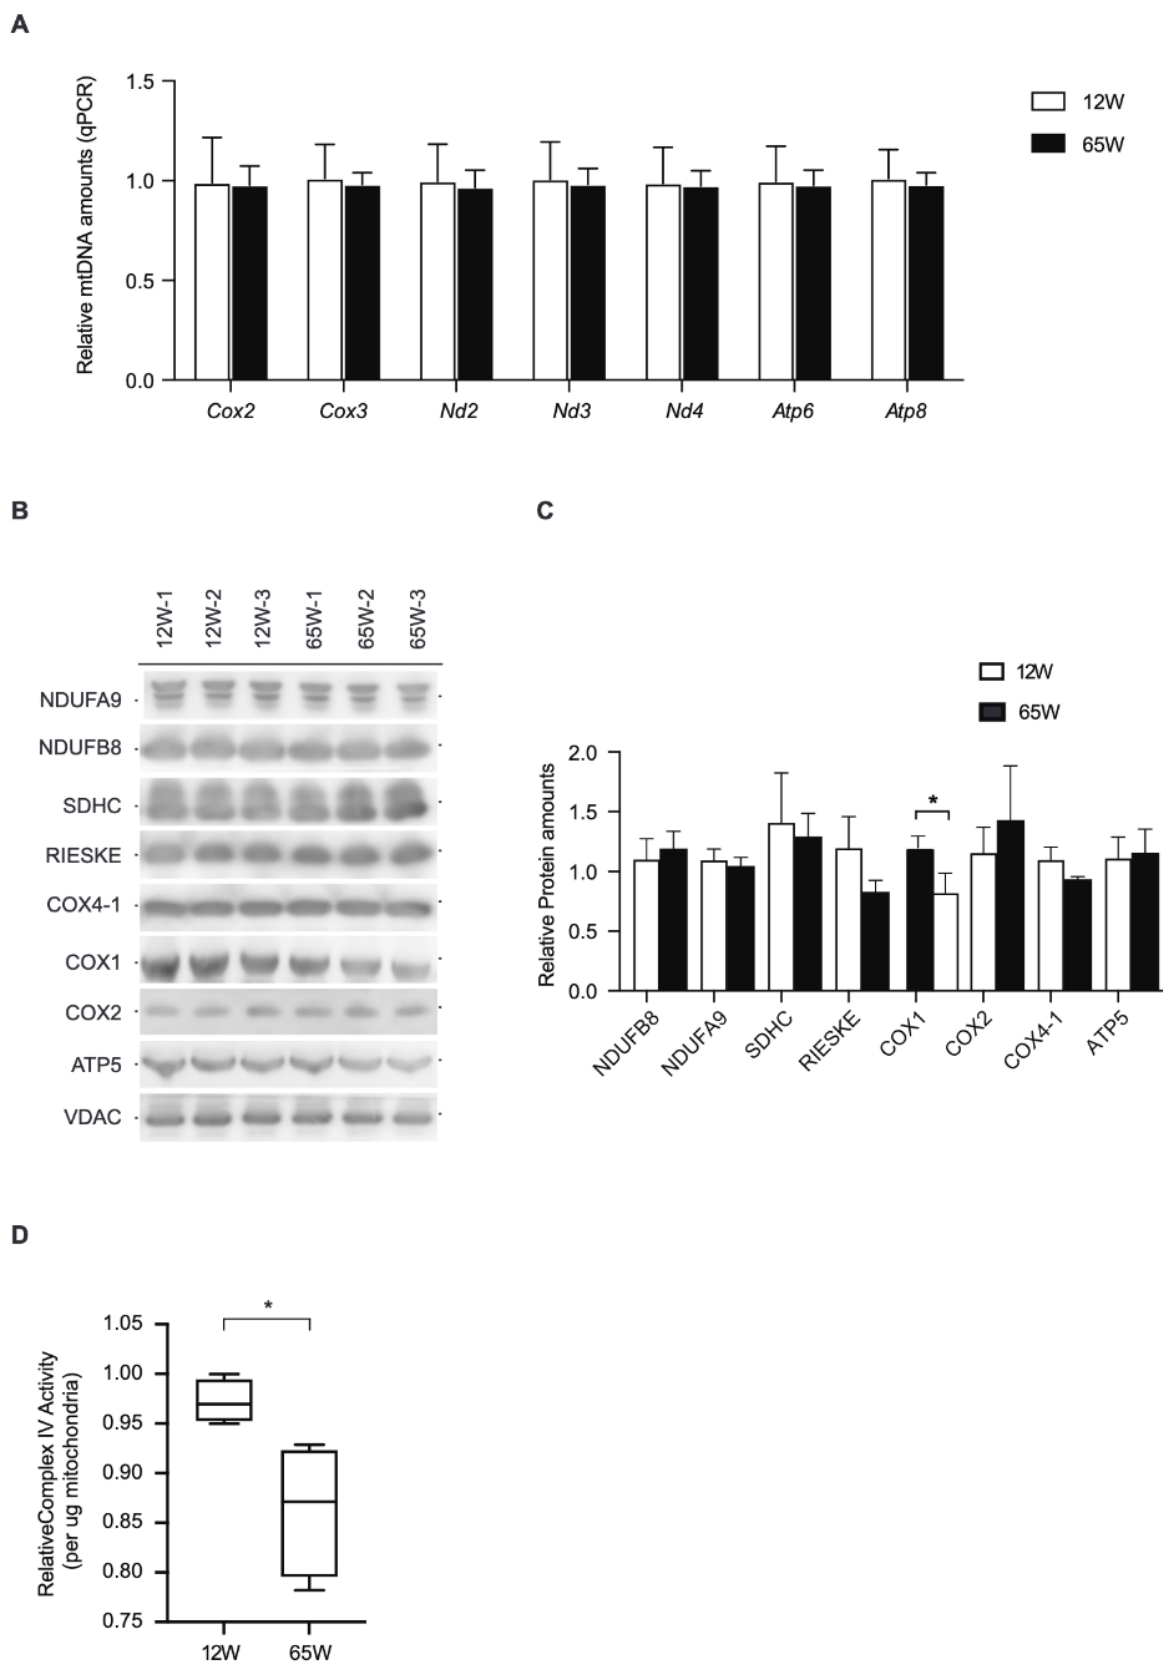 A
Relative mtDNA amounts (qPCR)
1.5
1.0
0.5
0.0
12W
65W
Cox2 Cox3 Nd2 Nd3 Nd4 Atp6 Atp8
B
12W-1 12W-2 12W-3 65W-1 65W-2 65W-3
NDUFA9
NDUFB8
SDHC
RIESKE
COX4-1
COX1
COX2
ATP5
VDAC
C
12W
65W
Relative Protein amounts
2.0
1.5
1.0
0.5
0.0
*
NDUFB8 NDUFA9 SDHC RIESKE COX1 COX2 COX4-1 ATP5
D
RelativeComplex IV Activity
(per ug mitochondria)
1.05
1.00
0.95
0.90
0.85
0.80
0.75
*
12W 65W